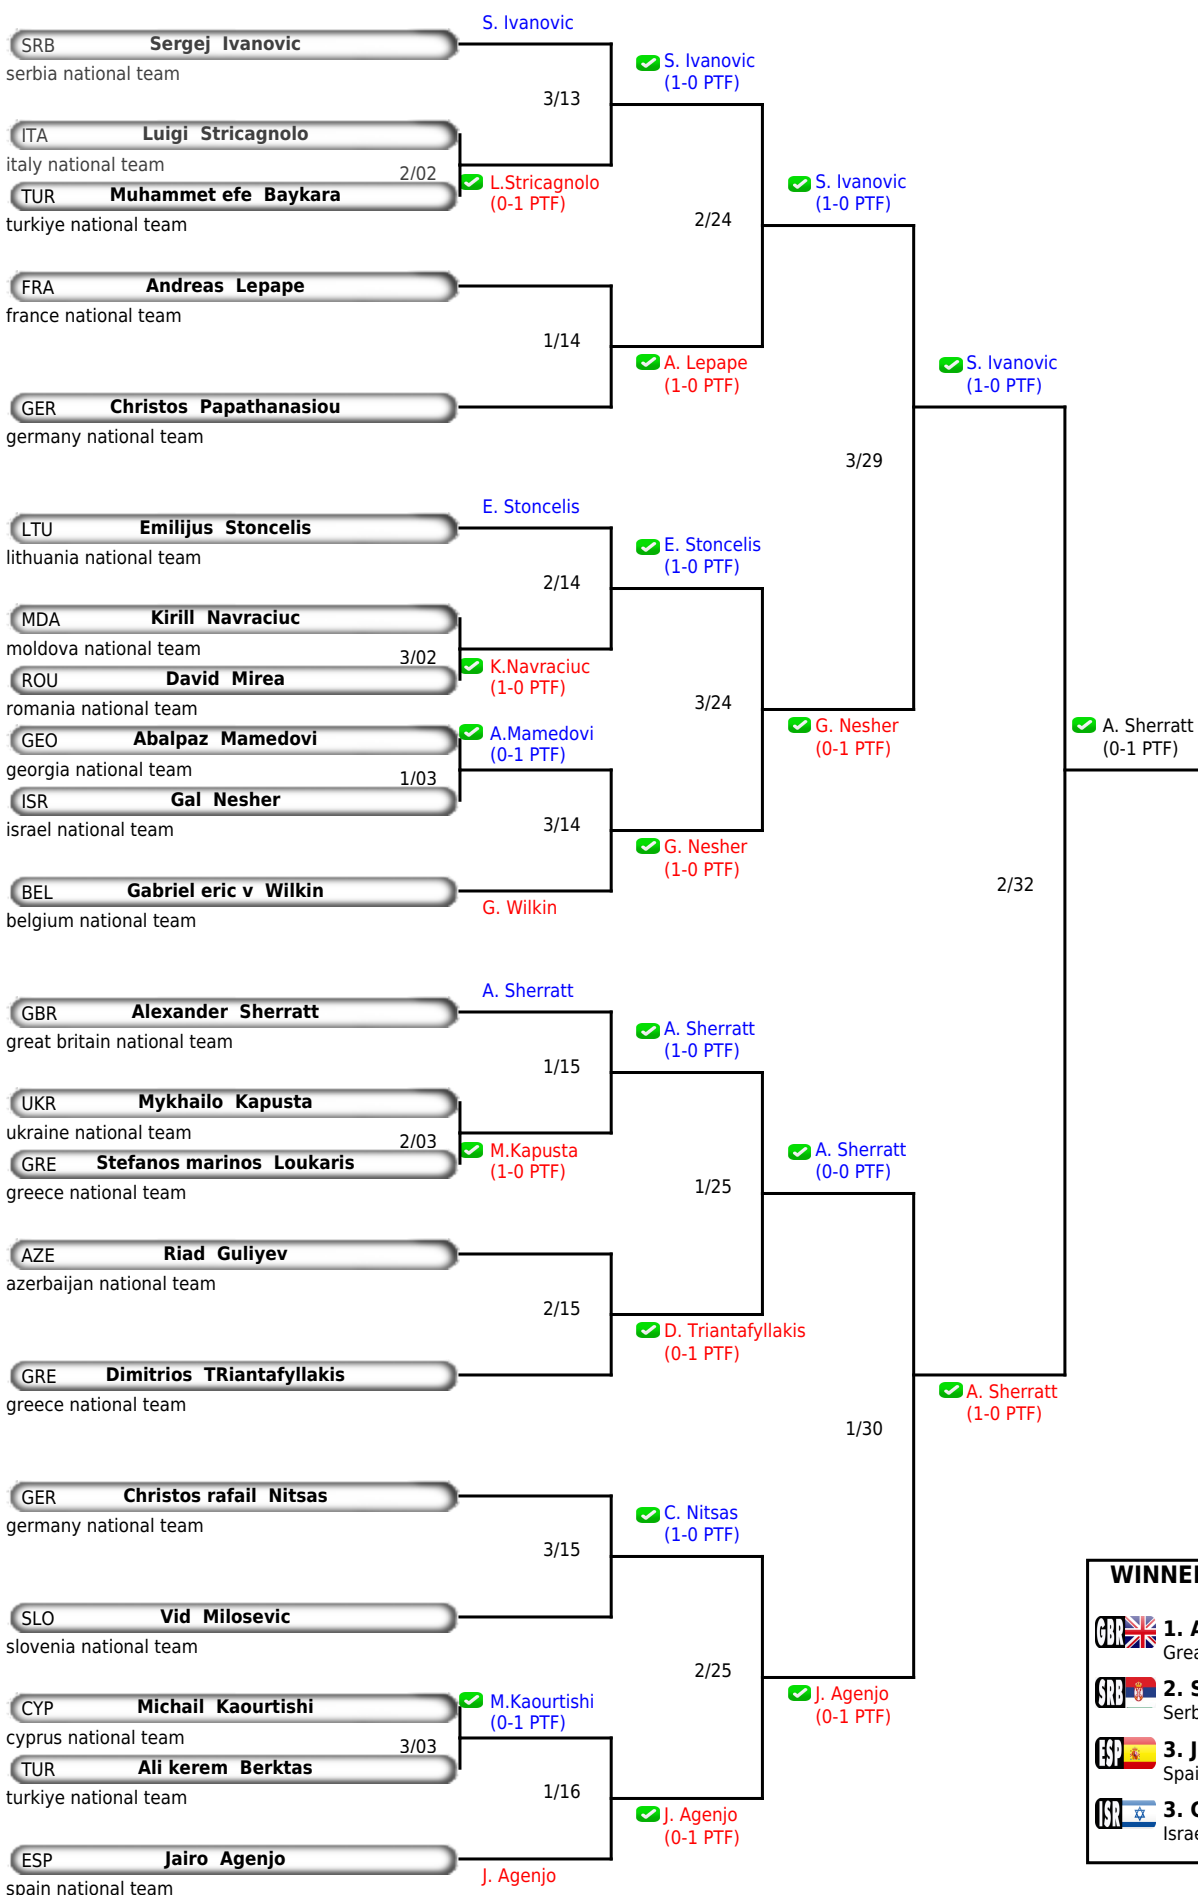 S. Ivanovic
SRB Sergej Ivanovic
serbia national team
S. Ivanovic
(1-0 PTF)
3/13
ITA Luigi Stricagnolo
italy national team
2/02
TUR Muhammet efe Baykara
turkiye national team
L.Stricagnolo
(0-1 PTF)
S. Ivanovic
(1-0 PTF)
2/24
FRA Andreas Lepape
france national team
1/14
A. Lepape
(1-0 PTF)
S. Ivanovic
(1-0 PTF)
GER Christos Papathanasiou
germany national team
3/29
E. Stoncelis
LTU Emilijus Stoncelis
lithuania national team
E. Stoncelis
(1-0 PTF)
2/14
MDA Kirill Navraciuc
moldova national team
3/02
ROU David Mirea
romania national team
K.Navraciuc
(1-0 PTF)
3/24
GEO Abalpaz Mamedovi
georgia national team
A.Mamedovi
(0-1 PTF)
G. Nesher
(0-1 PTF)
A. Sherratt
(0-1 PTF)
1/03
ISR Gal Nesher
israel national team
3/14
G. Nesher
(1-0 PTF)
BEL Gabriel eric v Wilkin
belgium national team
G. Wilkin
2/32
A. Sherratt
GBR Alexander Sherratt
great britain national team
A. Sherratt
(1-0 PTF)
1/15
UKR Mykhailo Kapusta
ukraine national team
2/03
GRE Stefanos marinos Loukaris
greece national team
M.Kapusta
(1-0 PTF)
A. Sherratt
(0-0 PTF)
1/25
AZE Riad Guliyev
azerbaijan national team
2/15
D. Triantafyllakis
(0-1 PTF)
GRE Dimitrios TRiantafyllakis
greece national team
A. Sherratt
(1-0 PTF)
1/30
GER Christos rafail Nitsas
germany national team
C. Nitsas
(1-0 PTF)
3/15
SLO Vid Milosevic
slovenia national team
2/25
CYP Michail Kaourtishi
cyprus national team
M.Kaourtishi
(0-1 PTF)
J. Agenjo
(0-1 PTF)
3/03
TUR Ali kerem Berktas
turkiye national team
1/16
J. Agenjo
(0-1 PTF)
ESP Jairo Agenjo
spain national team
J. Agenjo
WINNE
GBR 1. A
Grea
SRB 2. S
Serb
ESP 3. J
Spai
ISR 3. G
Israe